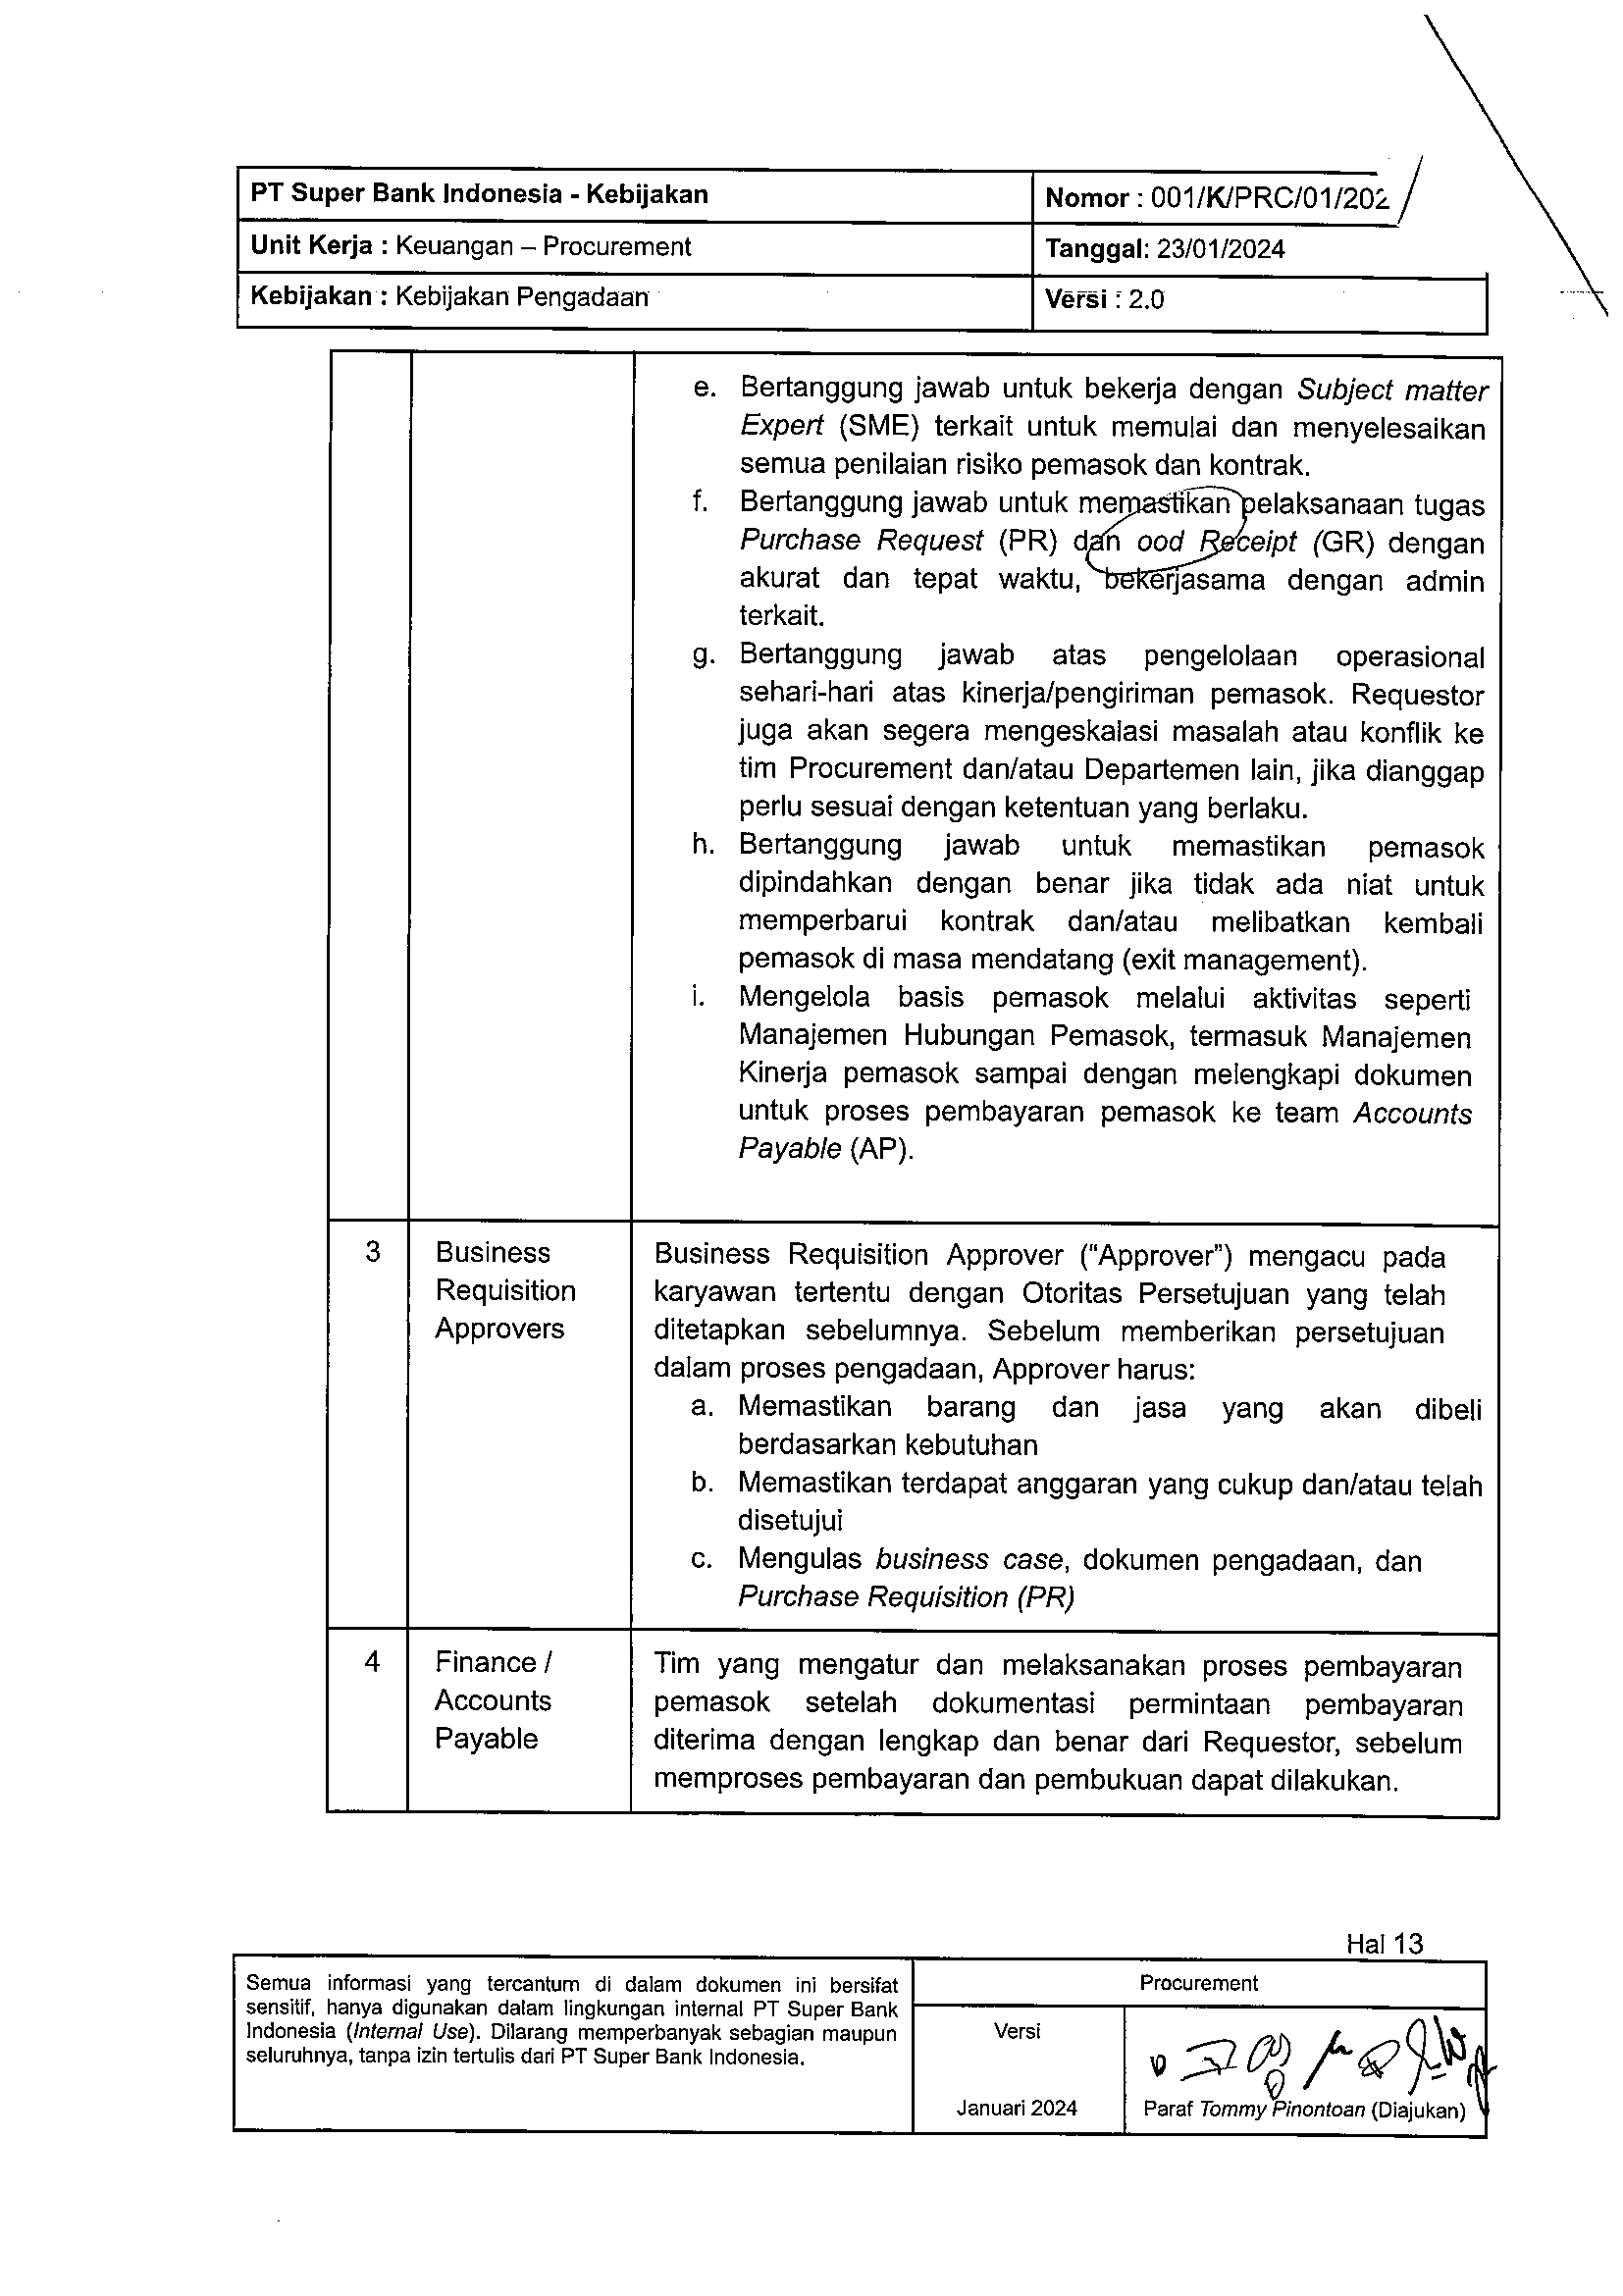 PT Super Bank Indonesia - Kebijakan
Nomor : 001/K/PRC/01/202
Unit Kerja : Keuangan – Procurement
Tanggal: 23/01/2024
Kebijakan : Kebijakan Pengadaan
Versi : 2.0
e. Bertanggung jawab untuk bekerja dengan Subject matter
Expert (SME) terkait untuk memulai dan menyelesaikan
semua penilaian risiko pemasok dan kontrak.
f. Bertanggung jawab untuk memastikan pelaksanaan tugas
Purchase Request (PR) dan ood Receipt (GR) dengan
akurat dan tepat waktu, bekerjasama dengan admin
terkait.
g. Bertanggung jawab atas pengelolaan operasional
sehari-hari atas kinerja/pengiriman pemasok. Requestor
juga akan segera mengeskalasi masalah atau konflik ke
tim Procurement dan/atau Departemen lain, jika dianggap
perlu sesuai dengan ketentuan yang berlaku.
h. Bertanggung jawab untuk memastikan pemasok
dipindahkan dengan benar jika tidak ada niat untuk
memperbarui kontrak dan/atau melibatkan kembali
pemasok di masa mendatang (exit management).
i. Mengelola basis pemasok melalui aktivitas seperti
Manajemen Hubungan Pemasok, termasuk Manajemen
Kinerja pemasok sampai dengan melengkapi dokumen
untuk proses pembayaran pemasok ke team Accounts
Payable (AP).
3
Business
Requisition
Approvers
Business Requisition Approver ("Approver") mengacu pada
karyawan tertentu dengan Otoritas Persetujuan yang telah
ditetapkan sebelumnya. Sebelum memberikan persetujuan
dalam proses pengadaan, Approver harus:
a. Memastikan barang dan jasa yang akan dibeli
berdasarkan kebutuhan
b. Memastikan terdapat anggaran yang cukup dan/atau telah
disetujui
c. Mengulas business case, dokumen pengadaan, dan
Purchase Requisition (PR)
4
Finance /
Accounts
Payable
Tim yang mengatur dan melaksanakan proses pembayaran
pemasok setelah dokumentasi permintaan pembayaran
diterima dengan lengkap dan benar dari Requestor, sebelum
memproses pembayaran dan pembukuan dapat dilakukan.
Hal 13
Semua informasi yang tercantum di dalam dokumen ini bersifat
sensitif, hanya digunakan dalam lingkungan internal PT Super Bank
Indonesia (Internal Use). Dilarang memperbanyak sebagian maupun
seluruhnya, tanpa izin tertulis dari PT Super Bank Indonesia.
Procurement
Versi
Januari 2024
Paraf Tommy Pinontoan (Diajukan)